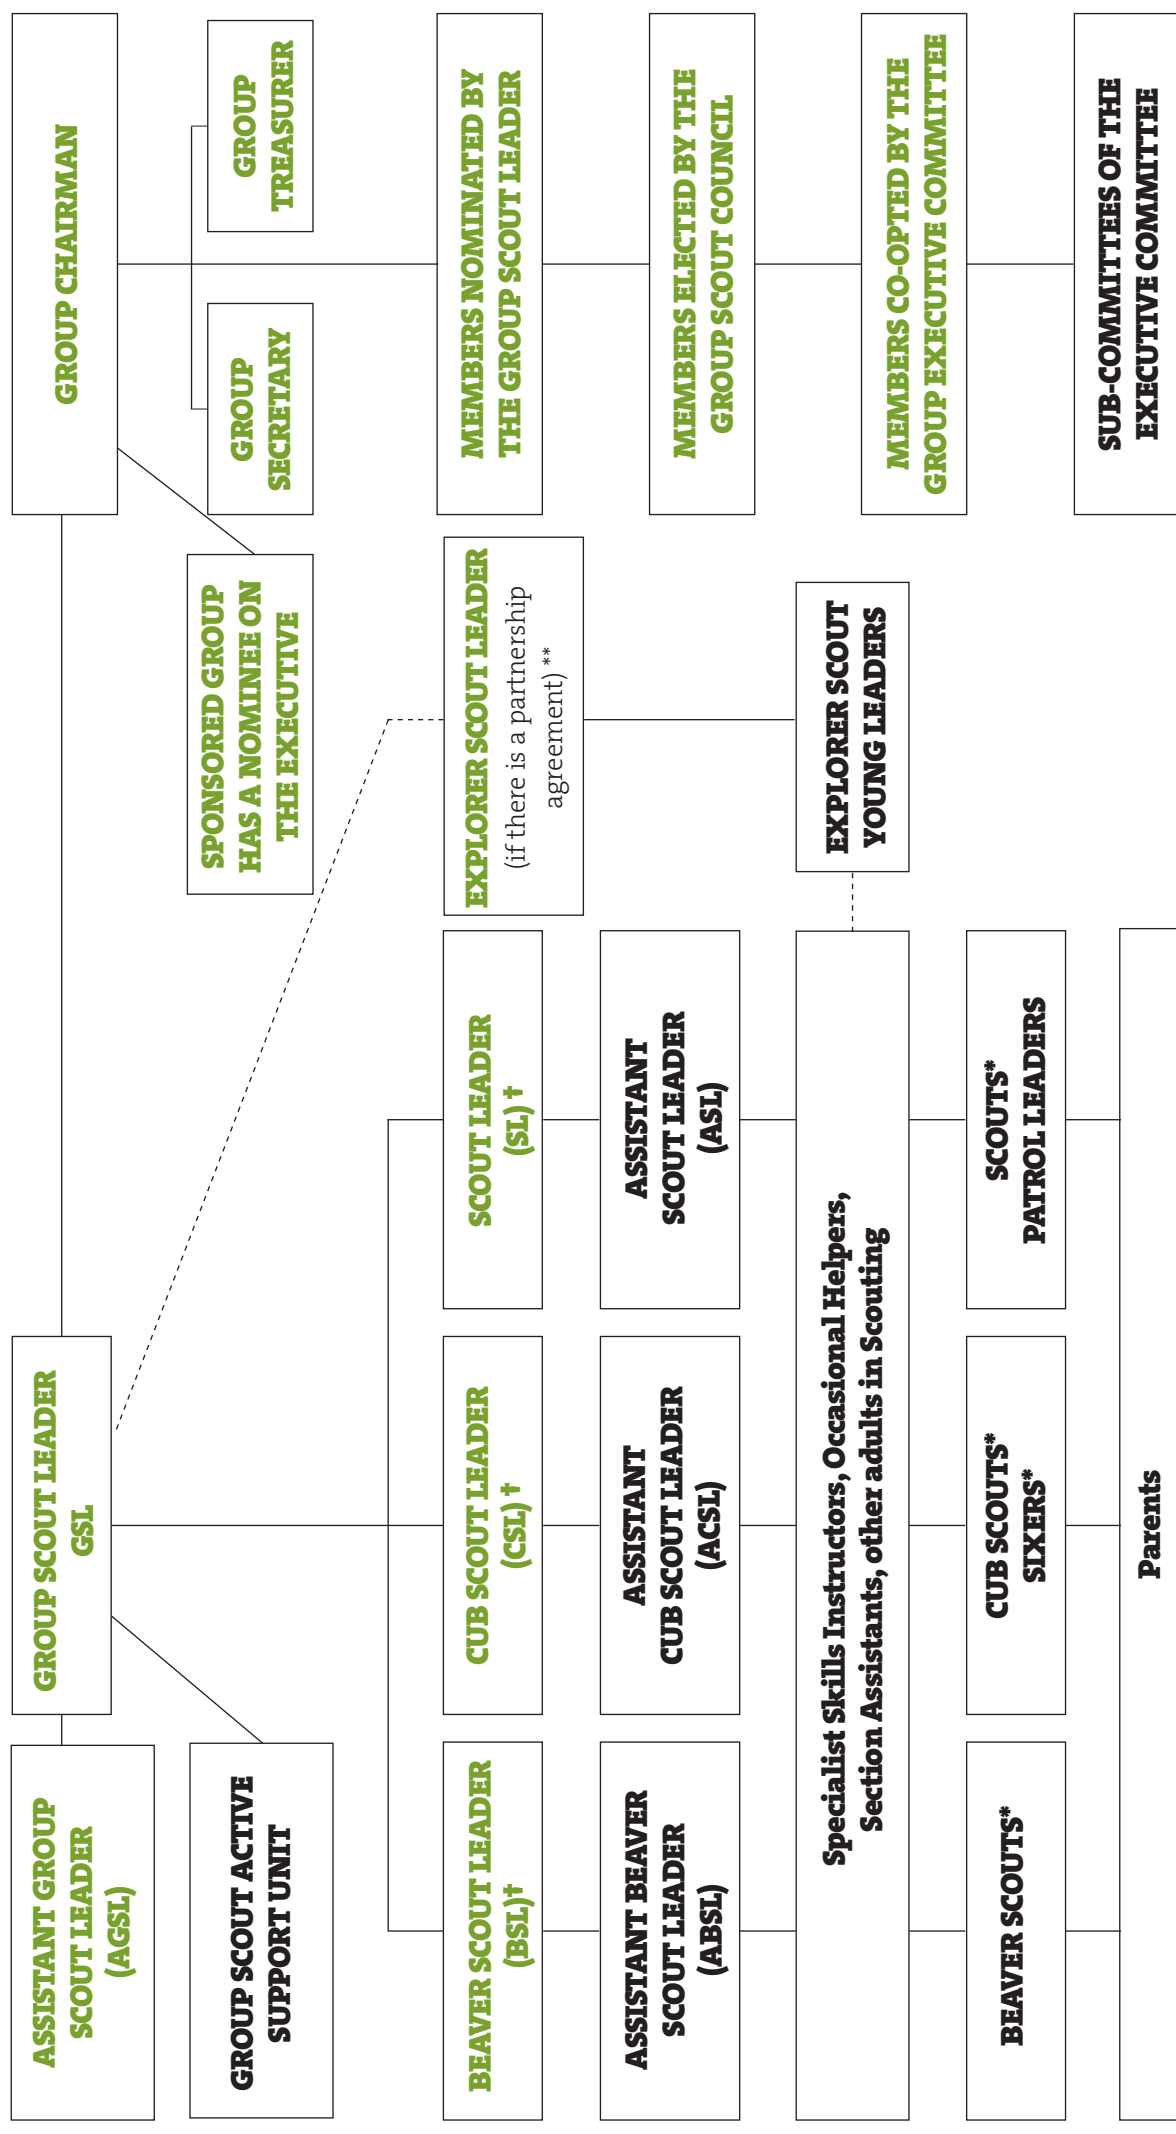 ASSISTANT GROUP
SCOUT LEADER
(AGSL)
GROUP SCOUT LEADER
GSL
GROUP CHAIRMAN
GROUP SCOUT ACTIVE
SUPPORT UNIT
SPONSORED GROUP
HAS A NOMINEE ON
THE EXECUTIVE
GROUP
SECRETARY
GROUP
TREASURER
BEAVER SCOUT LEADER
(BSL)†
CUB SCOUT LEADER
(CSL) †
SCOUT LEADER
(SL) †
EXPLORER SCOUT LEADER
(if there is a partnership
agreement) **
MEMBERS NOMINATED BY
THE GROUP SCOUT LEADER
ASSISTANT BEAVER
SCOUT LEADER
(ABSL)
ASSISTANT
CUB SCOUT LEADER
(ACSL)
ASSISTANT
SCOUT LEADER
(ASL)
MEMBERS ELECTED BY THE
GROUP SCOUT COUNCIL
Specialist Skills Instructors, Occasional Helpers,
Section Assistants, other adults in Scouting
EXPLORER SCOUT
YOUNG LEADERS
MEMBERS CO-OPTED BY THE
GROUP EXECUTIVE COMMITTEE
BEAVER SCOUTS*
CUB SCOUTS*
SIXERS*
SCOUTS*
PATROL LEADERS
SUB-COMMITTEES OF THE
EXECUTIVE COMMITTEE
Parents